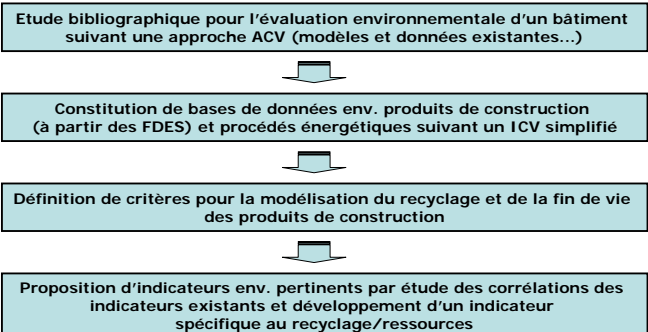 Etude bibliographique pour l'évaluation environnementale d'un bâtiment
suivant une approche ACV (modèles et données existantes...)
Constitution de bases de données env. produits de construction
(à partir des FDES) et procédés énergétiques suivant un ICV simplifié
Définition de critères pour la modélisation du recyclage et de la fin de vie
des produits de construction
Proposition d'indicateurs env. pertinents par étude des corrélations des
indicateurs existants et développement d'un indicateur
spécifique au recyclage/ressources